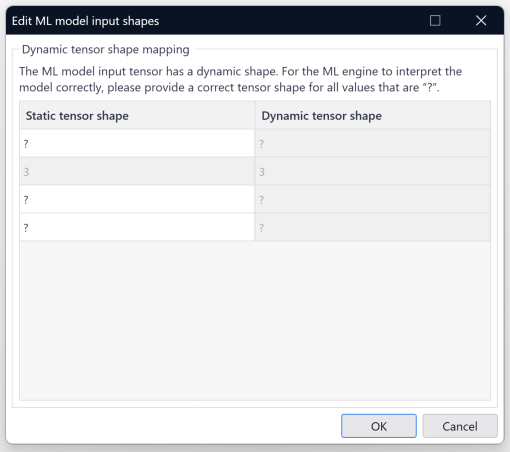 Edit ML model input shapes
Dynamic tensor shape mapping
The ML model input tensor has a dynamic shape. For the ML engine to interpret the
model correctly, please provide a correct tensor shape for all values that are “?”.
Static tensor shape Dynamic tensor shape
? ?
3 3
? ?
? ?
OK Cancel